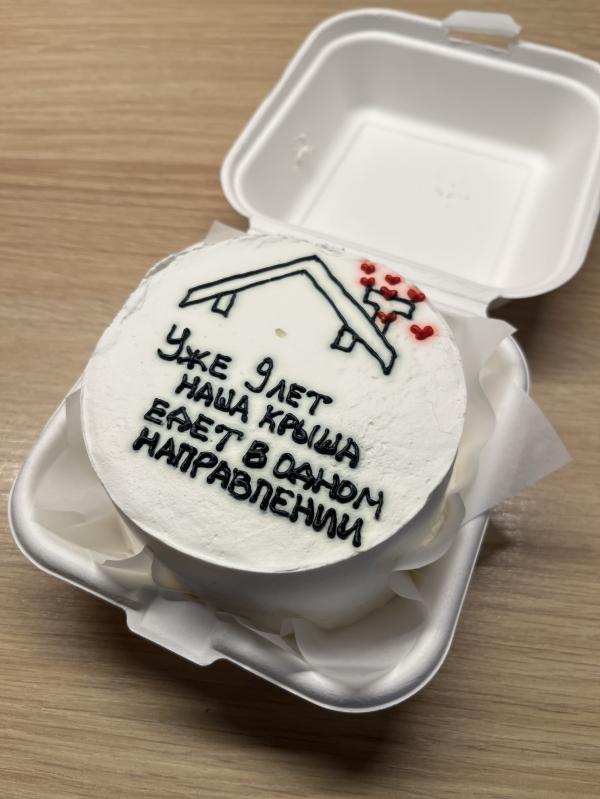 Уже 9 лет
наша крыша
едет в одном
направлении